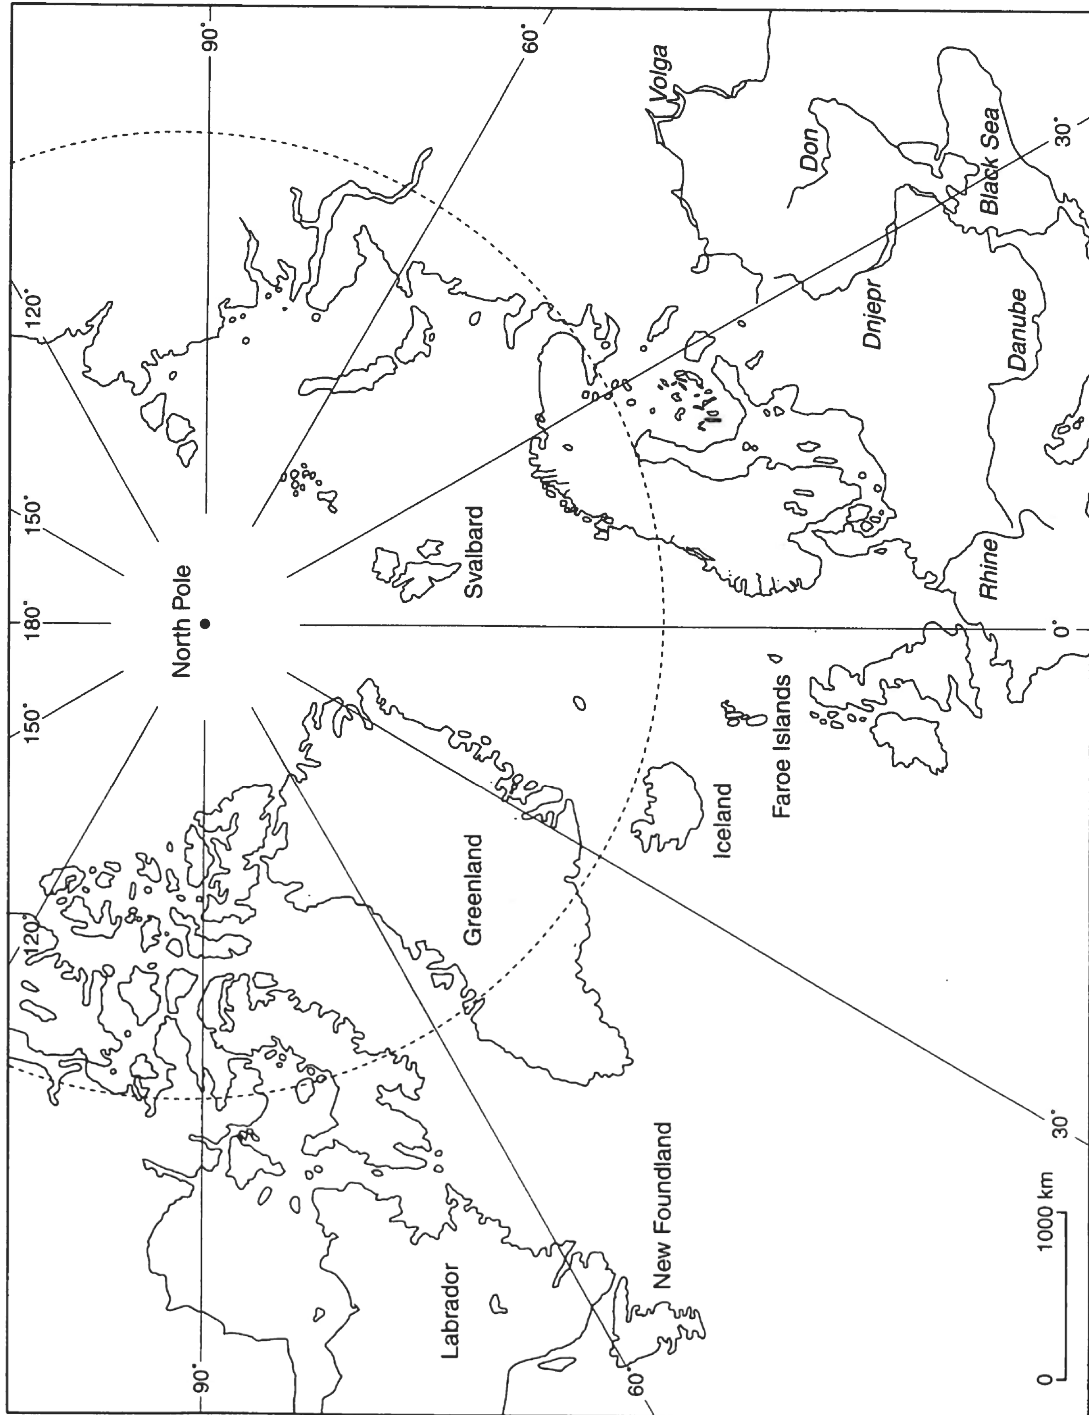 120°
150°
180°
150°
120°
90°
60°
North Pole
Svalbard
Greenland
Iceland
Faroe Islands
Labrador
New Foundland
Volga
Don
Dnjepr
Black Sea
Danube
Rhine
90°
60°
30°
0°
30°
0 1000 km